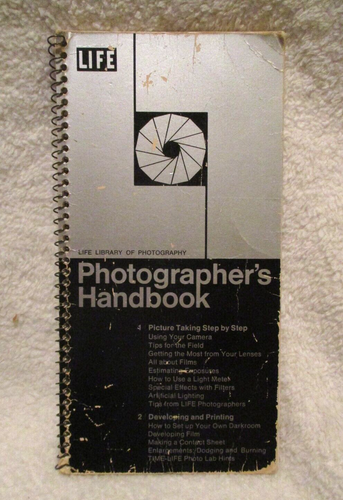 LIFE
LIFE LIBRARY OF PHOTOGRAPHY
Photographer's
Handbook
4 Picture Taking Step by Step
Using Your Camera
Tips for the Field
Getting the Most from Your Lenses
All about Films
Estimating Exposures
How to Use a Light Meter
Special Effects with Filters
Artificial Lighting
Tips from LIFE Photographers
2 Developing and Printing
How to Set up Your Own Darkroom
Developing Film
Making a Contact Sheet
Enlargements: Dodging and Burning
TIME-LIFE Photo Lab Hints